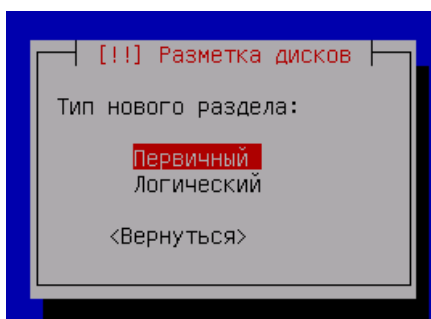 [!!] Разметка дисков
Тип нового раздела:
Первичный
Логический
<Вернуться>